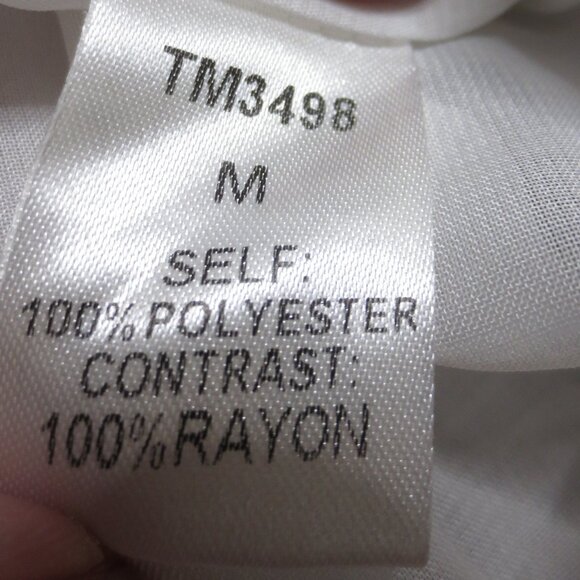 TM3498
M
SELF:
100% POLYESTER
CONTRAST:
100% RAYON